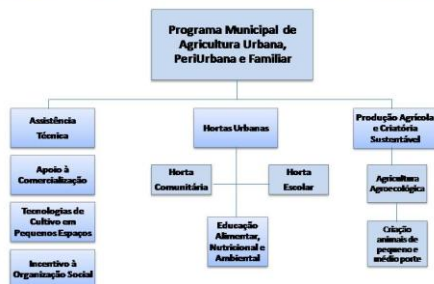 Programa Municipal de
Agricultura Urbana,
PeriUrbana e Familiar
Assistência
Técnica
Apoio à
Comercialização
Tecnologias de
Cultivo em
Pequenos Espaços
Incentivo à
Organização Social
Hortas Urbanas
Horta
Comunitária
Horta
Escolar
Educação
Alimentar,
Nutricional e
Ambiental
Produção Agrícola
e Criatória
Sustentável
Agricultura
Agroecológica
Criação
animais de
pequeno e
médio porte